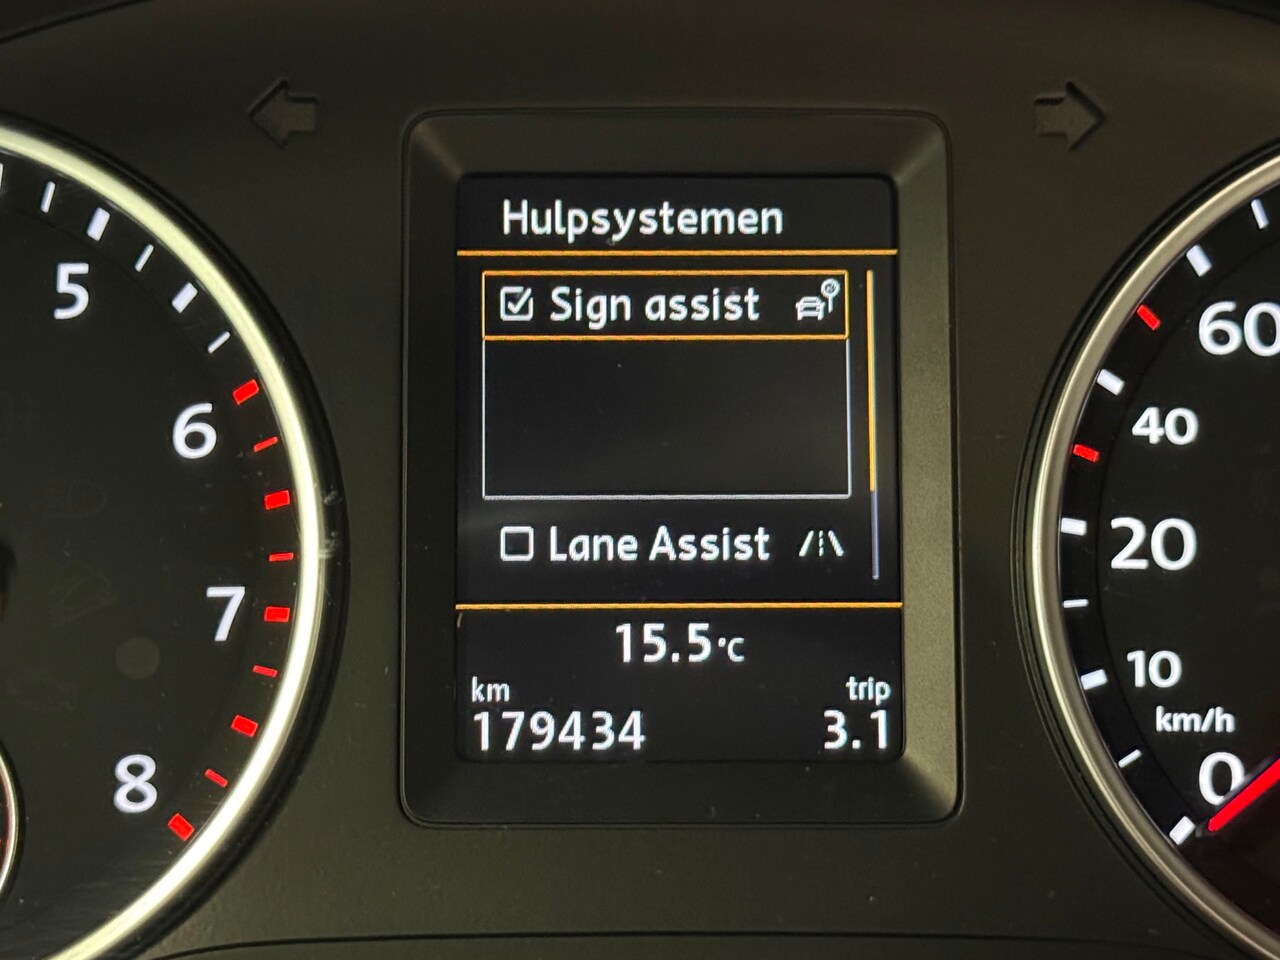 Hulpsystemen
Sign assist
Lane Assist
15.5°C
km
trip
179434
3.1
5
6
7
8
60
40
20
10
km/h
0